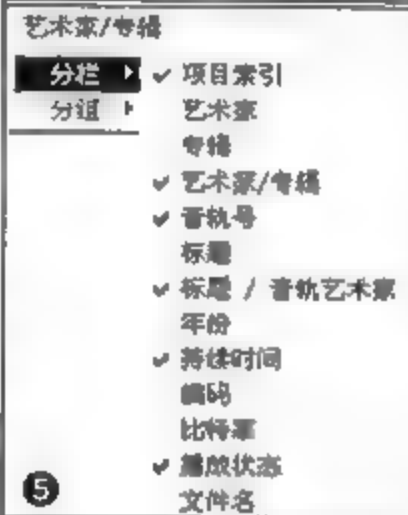 艺术家/专辑
分栏
分组
项目索引
艺术家
专辑
艺术家/专辑
音轨号
标题
标题 / 音轨艺术家
年份
持续时间
编码
比特率
播放状态
文件名
5